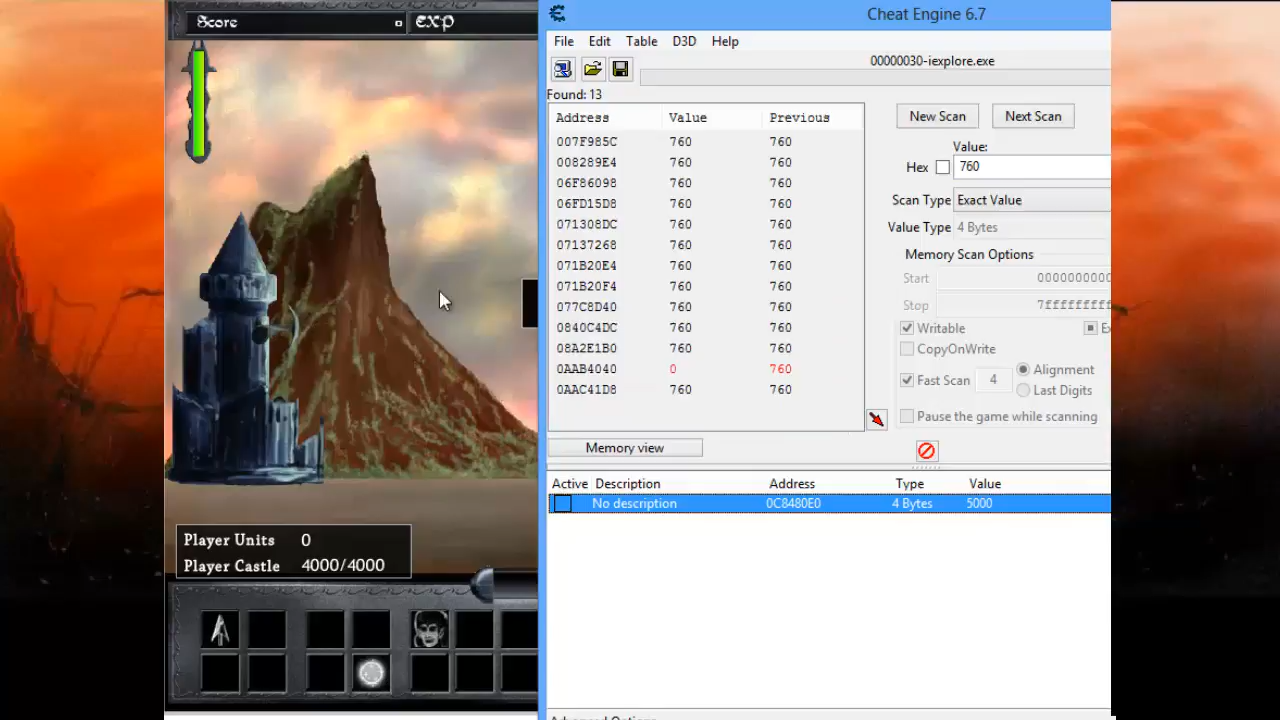 Score
EXP
Player Units 0
Player Castle 4000/4000
Cheat Engine 6.7
File Edit Table D3D Help
00000030-iexplore.exe
Found: 13
Address Value Previous
007F985C 760 760
008289E4 760 760
06F86098 760 760
06FD15D8 760 760
071308DC 760 760
07137268 760 760
071B20E4 760 760
071B20F4 760 760
077C8D40 760 760
0840C4DC 760 760
08A2E1B0 760 760
0AAB4040 0 760
0AAC41D8 760 760
New Scan Next Scan
Value:
Hex 760
Scan Type Exact Value
Value Type 4 Bytes
Memory Scan Options
Start 0000000000
Stop 7fffffffff
Writable E
CopyOnWrite
Fast Scan 4 Alignment
Last Digits
Pause the game while scanning
Memory view
Active Description Address Type Value
No description 0C8480E0 4 Bytes 5000